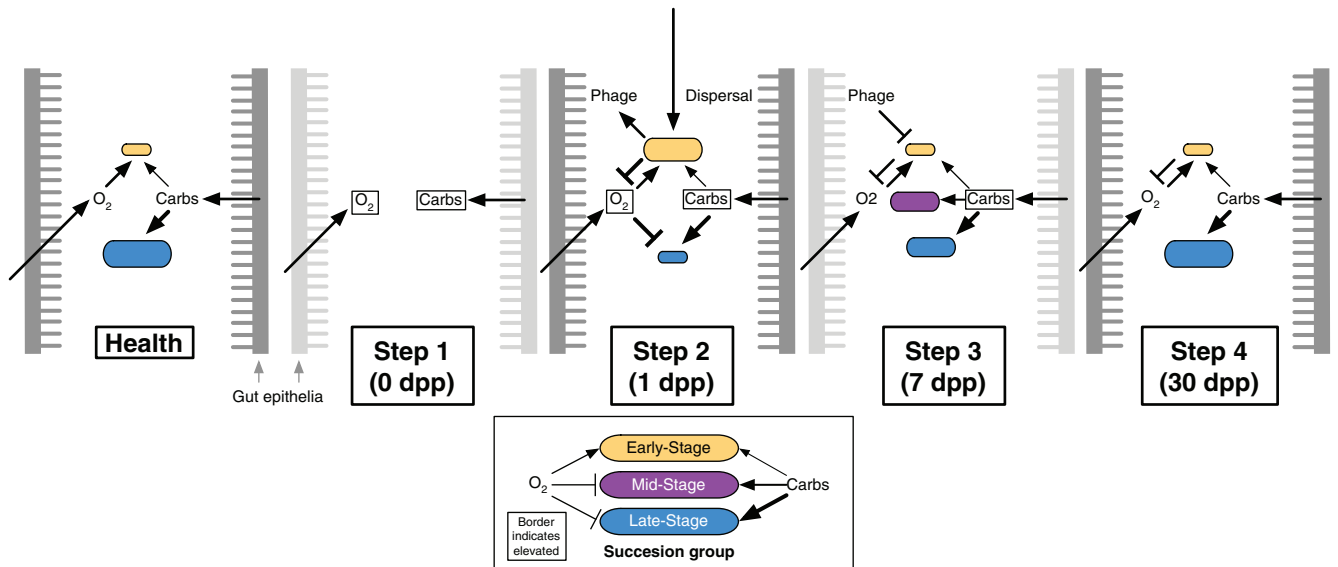 Health
O₂
Carbs
Gut epithelia
Step 1
(0 dpp)
O₂
Carbs
Step 2
(1 dpp)
Phage
Dispersal
O₂
Carbs
Step 3
(7 dpp)
Phage
O2
Carbs
Step 4
(30 dpp)
O₂
Carbs
Early-Stage
O₂
Mid-Stage
Carbs
Late-Stage
Border
indicates
elevated
Succesion group